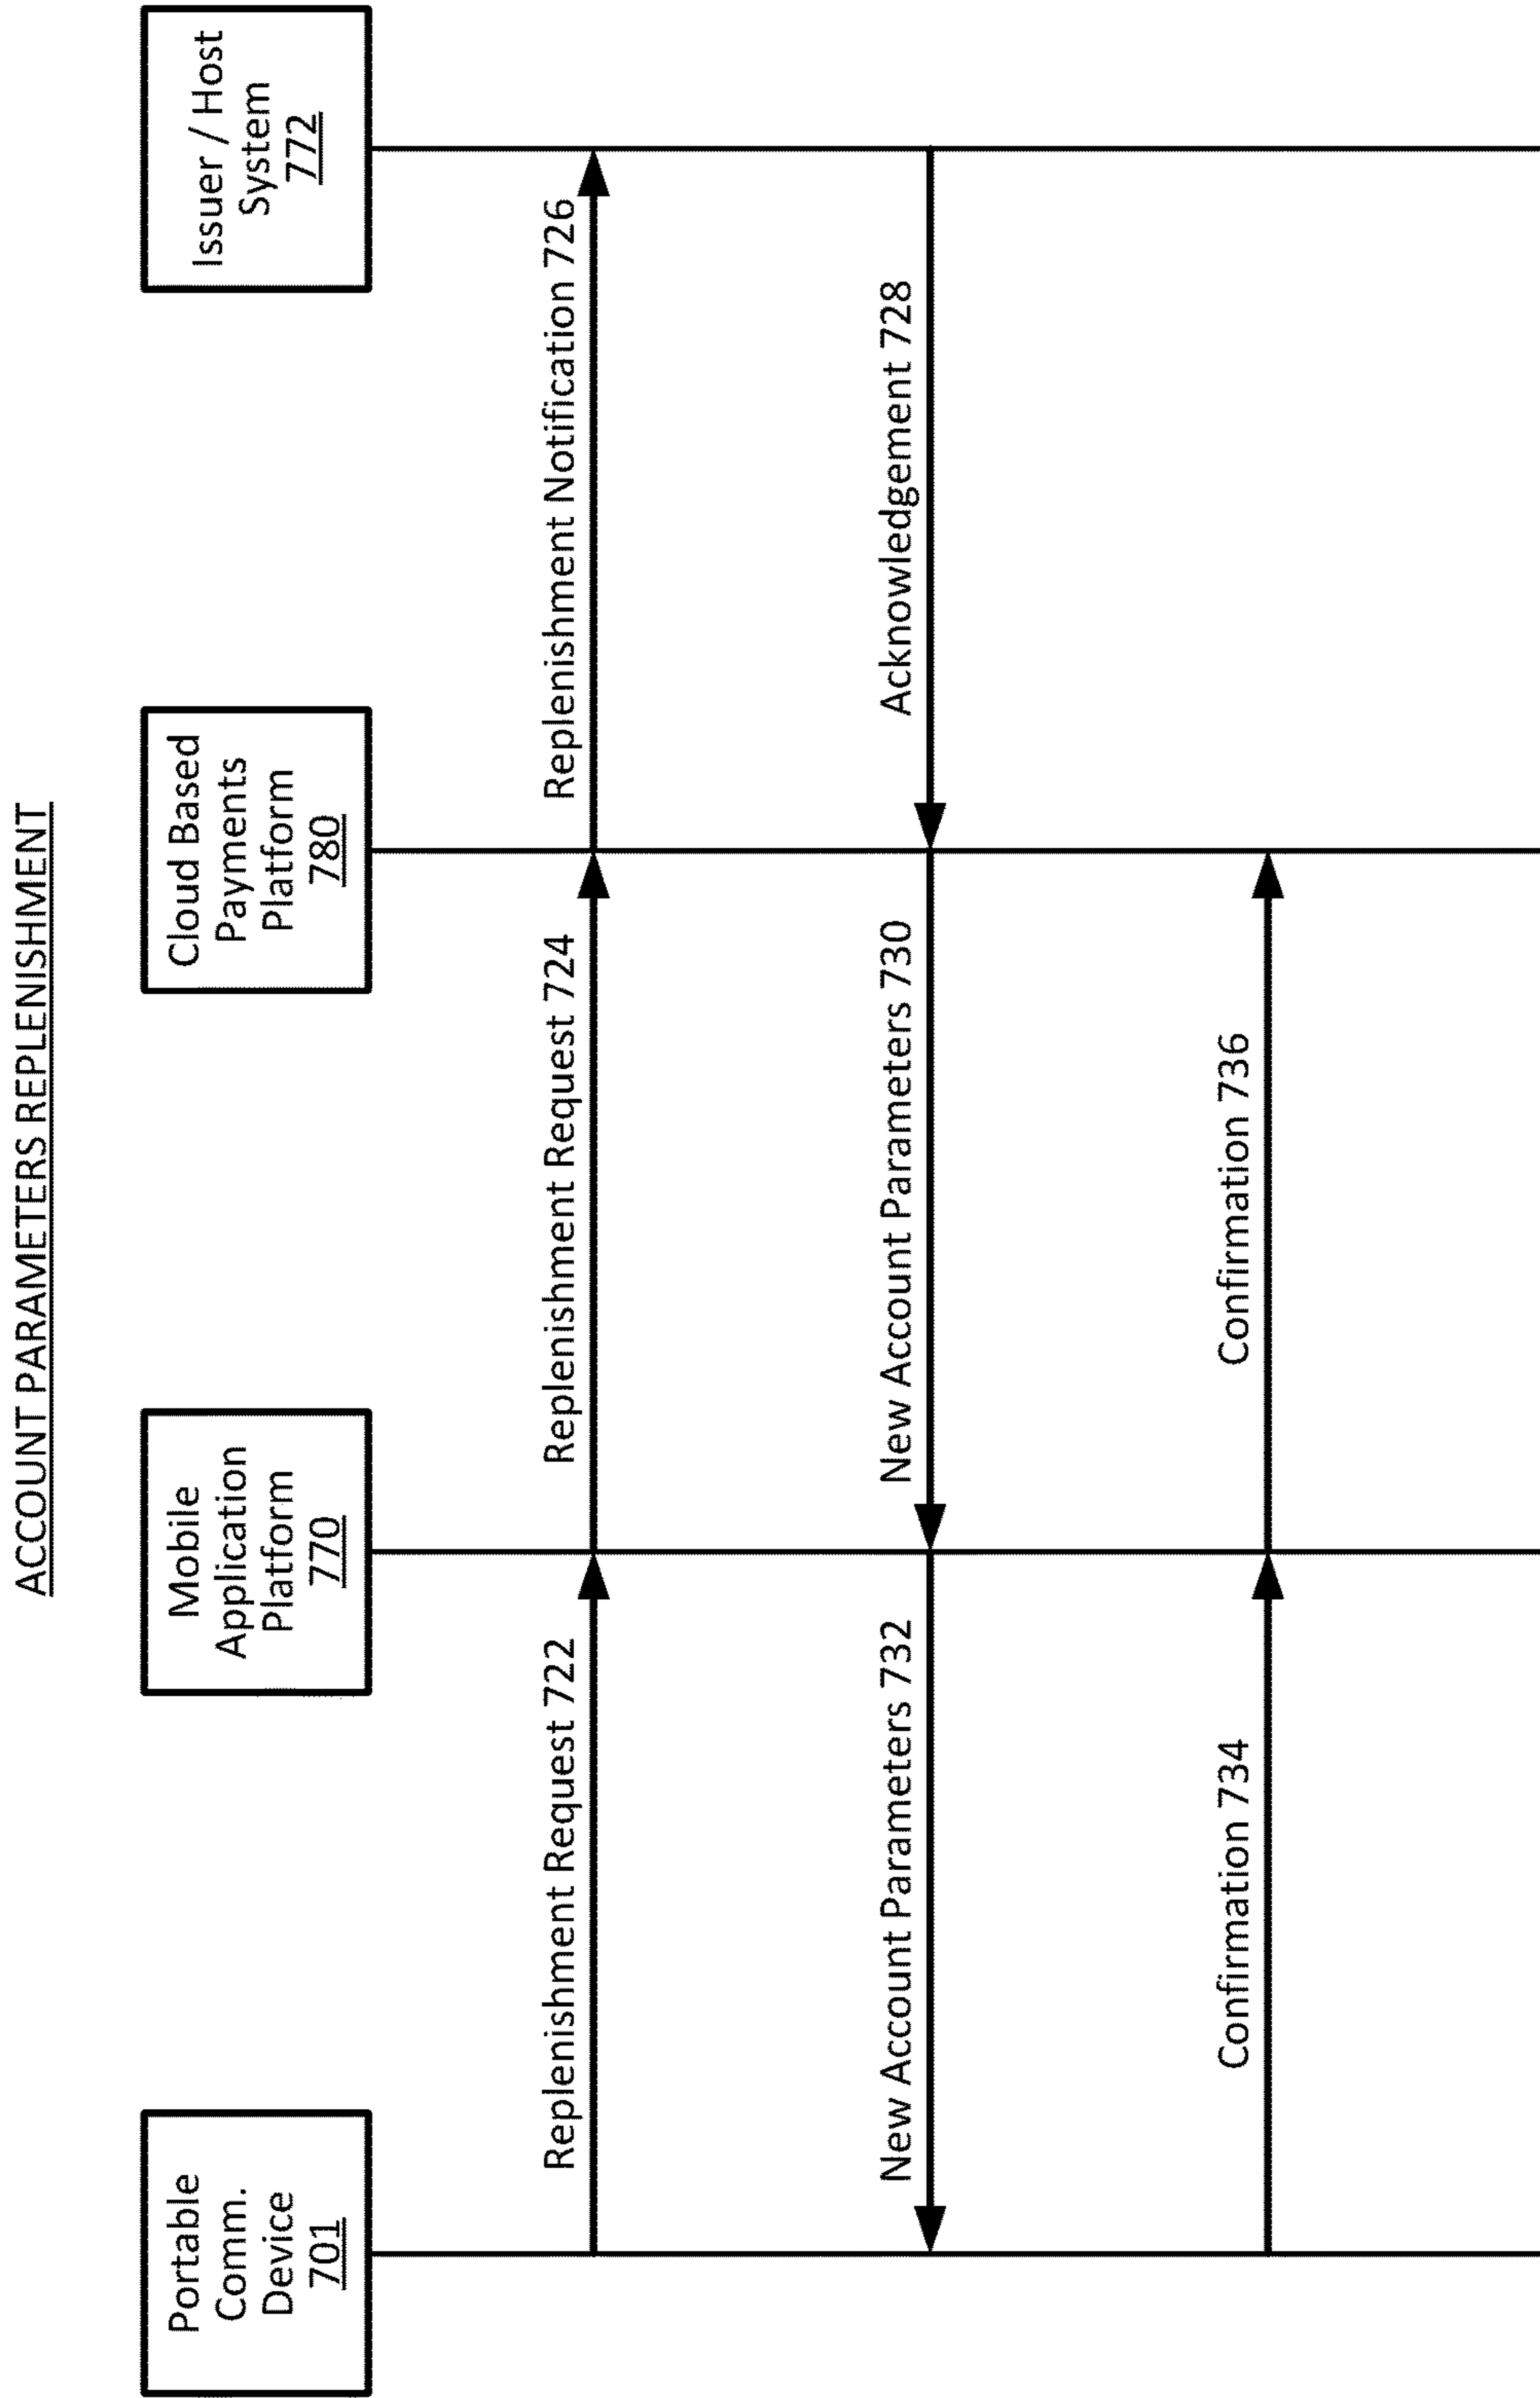 ACCOUNT PARAMETERS REPLENISHMENT
Portable
Comm.
Device
701
Mobile
Application
Platform
770
Cloud Based
Payments
Platform
780
Issuer / Host
System
772
Replenishment Request 722
Replenishment Request 724
Replenishment Notification 726
New Account Parameters 732
New Account Parameters 730
Acknowledgement 728
Confirmation 734
Confirmation 736